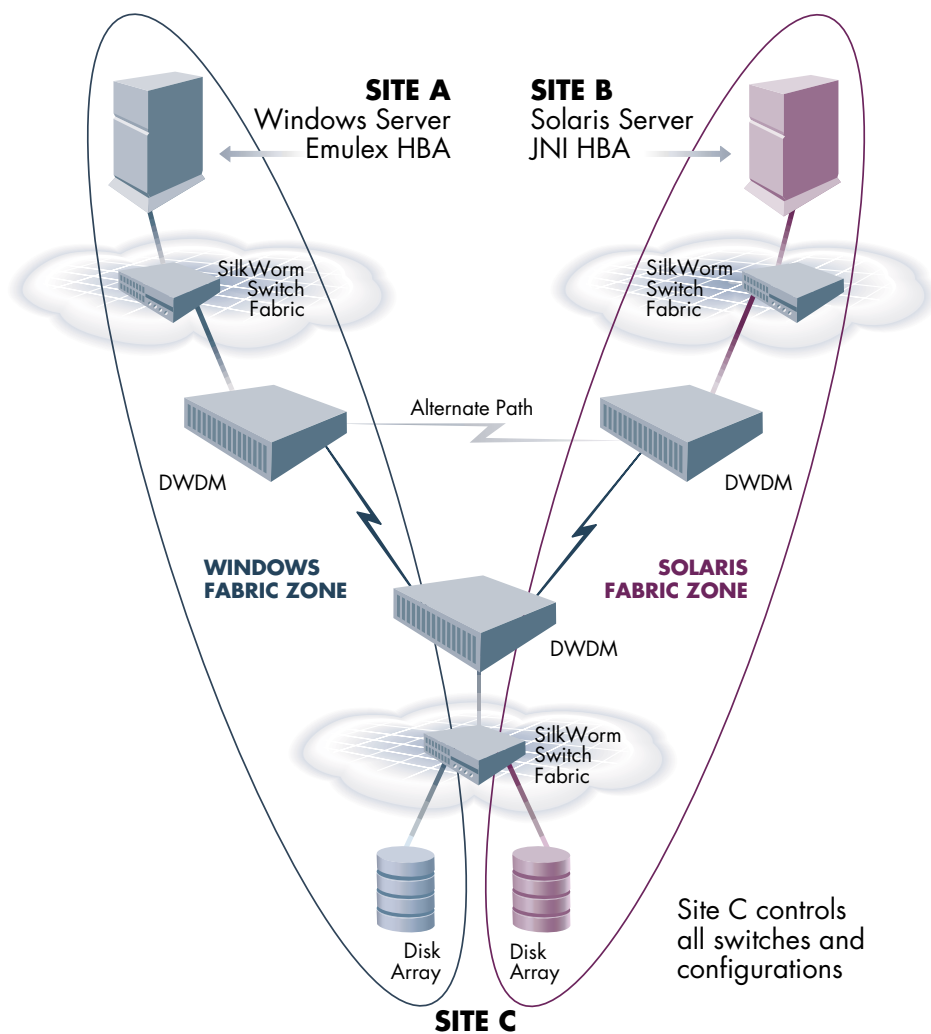 SITE A
Windows Server
Emulex HBA
SITE B
Solaris Server
JNI HBA
SilkWorm
Switch
Fabric
SilkWorm
Switch
Fabric
Alternate Path
DWDM
DWDM
WINDOWS
FABRIC ZONE
SOLARIS
FABRIC ZONE
DWDM
SilkWorm
Switch
Fabric
Disk
Array
Disk
Array
Site C controls
all switches and
configurations
SITE C